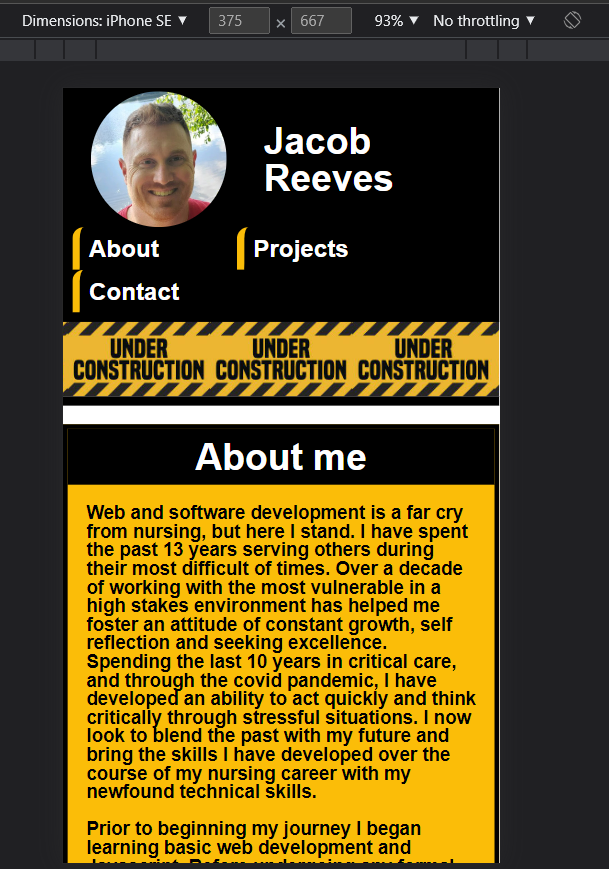 Dimensions: iPhone SE ▼ 375 × 667 93% ▼ No throttling ▼
Jacob
Reeves
About Projects
Contact
UNDER UNDER UNDER
CONSTRUCTION CONSTRUCTION CONSTRUCTION
About me
Web and software development is a far cry
from nursing, but here I stand. I have spent
the past 13 years serving others during
their most difficult of times. Over a decade
of working with the most vulnerable in a
high stakes environment has helped me
foster an attitude of constant growth, self
reflection and seeking excellence.
Spending the last 10 years in critical care,
and through the covid pandemic, I have
developed an ability to act quickly and think
critically through stressful situations. I now
look to blend the past with my future and
bring the skills I have developed over the
course of my nursing career with my
newfound technical skills.
Prior to beginning my journey I began
learning basic web development and
Javascript. Before undergoing any formal